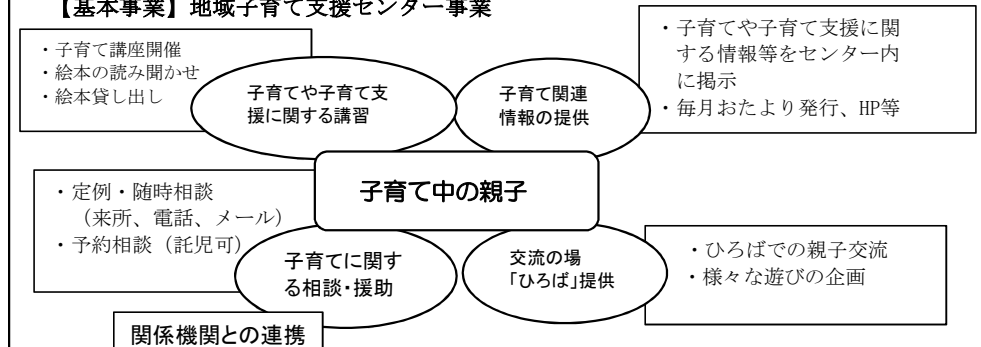 【基本事業】地域子育て支援センター事業
・子育て講座開催
・絵本の読み聞かせ
・絵本貸し出し
子育てや子育て支
援に関する講習
子育て関連
情報の提供
・子育てや子育て支援に関
する情報等をセンター内
に掲示
・毎月おたより発行、HP等
子育て中の親子
・定例・随時相談
（来所、電話、メール）
・予約相談（託児可）
子育てに関す
る相談・援助
交流の場
「ひろば」提供
・ひろばでの親子交流
・様々な遊びの企画
関係機関との連携